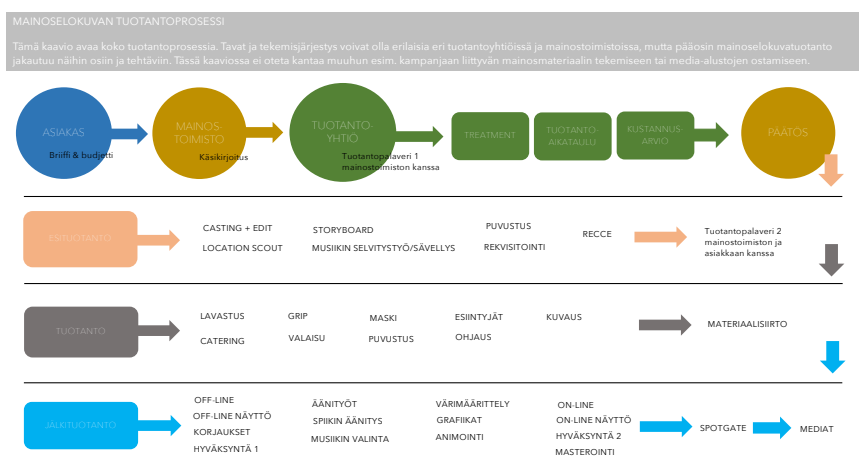 MAINOSELOKUVAN TUOTANTOPROSESSI
Tämä kaavio avaa koko tuotantoprosessia. Tavat ja tekemisjärjestys voivat olla erilaisia eri tuotantoyhtiöissä ja mainostoimistoissa, mutta pääosin mainoselokuvatuotanto
jakautuu näihin osiin ja tehtäviin. Tässä kaaviossa ei oteta kantaa muuhun esim. kampanjaan liittyvän mainosmateriaalin tekemiseen tai media-alustojen ostamiseen.
ASIAKAS
Briiffi & budjetti
MAINOS-
TOIMISTO
Käsikirjoitus
TUOTANTO-
YHTIÖ
Tuotantopalaveri 1
mainostoimiston kanssa
TREATMENT
TUOTANTO-
AIKATAULU
KUSTANNUS
ARVIO
PÄÄTÖS
ESITUOTANTO
CASTING + EDIT
LOCATION SCOUT
STORYBOARD
MUSIIKIN SELVITYSTYÖ/SÄVELLYS
PUVUSTUS
REKVISITOINTI
RECCE
Tuotantopalaveri 2
mainostoimiston ja
asiakkaan kanssa
TUOTANTO
LAVASTUS
CATERING
GRIP
VALAISU
MASKI
PUVUSTUS
ESIINTYJÄT
OHJAUS
KUVAUS
MATERIAALISIIRTO
JÄLKITUOTANTO
OFF-LINE
OFF-LINE NÄYTTÖ
KORJAUKSET
HYVÄKSYNTÄ 1
ÄÄNITYÖT
SPIIKIN ÄÄNITYS
MUSIIKIN VALINTA
VÄRIMÄÄRITTELY
GRAFIIKAT
ANIMOINTI
ON-LINE
ON-LINE NÄYTTÖ
HYVÄKSYNTÄ 2
MASTEROINTI
SPOTGATE
MEDIAT